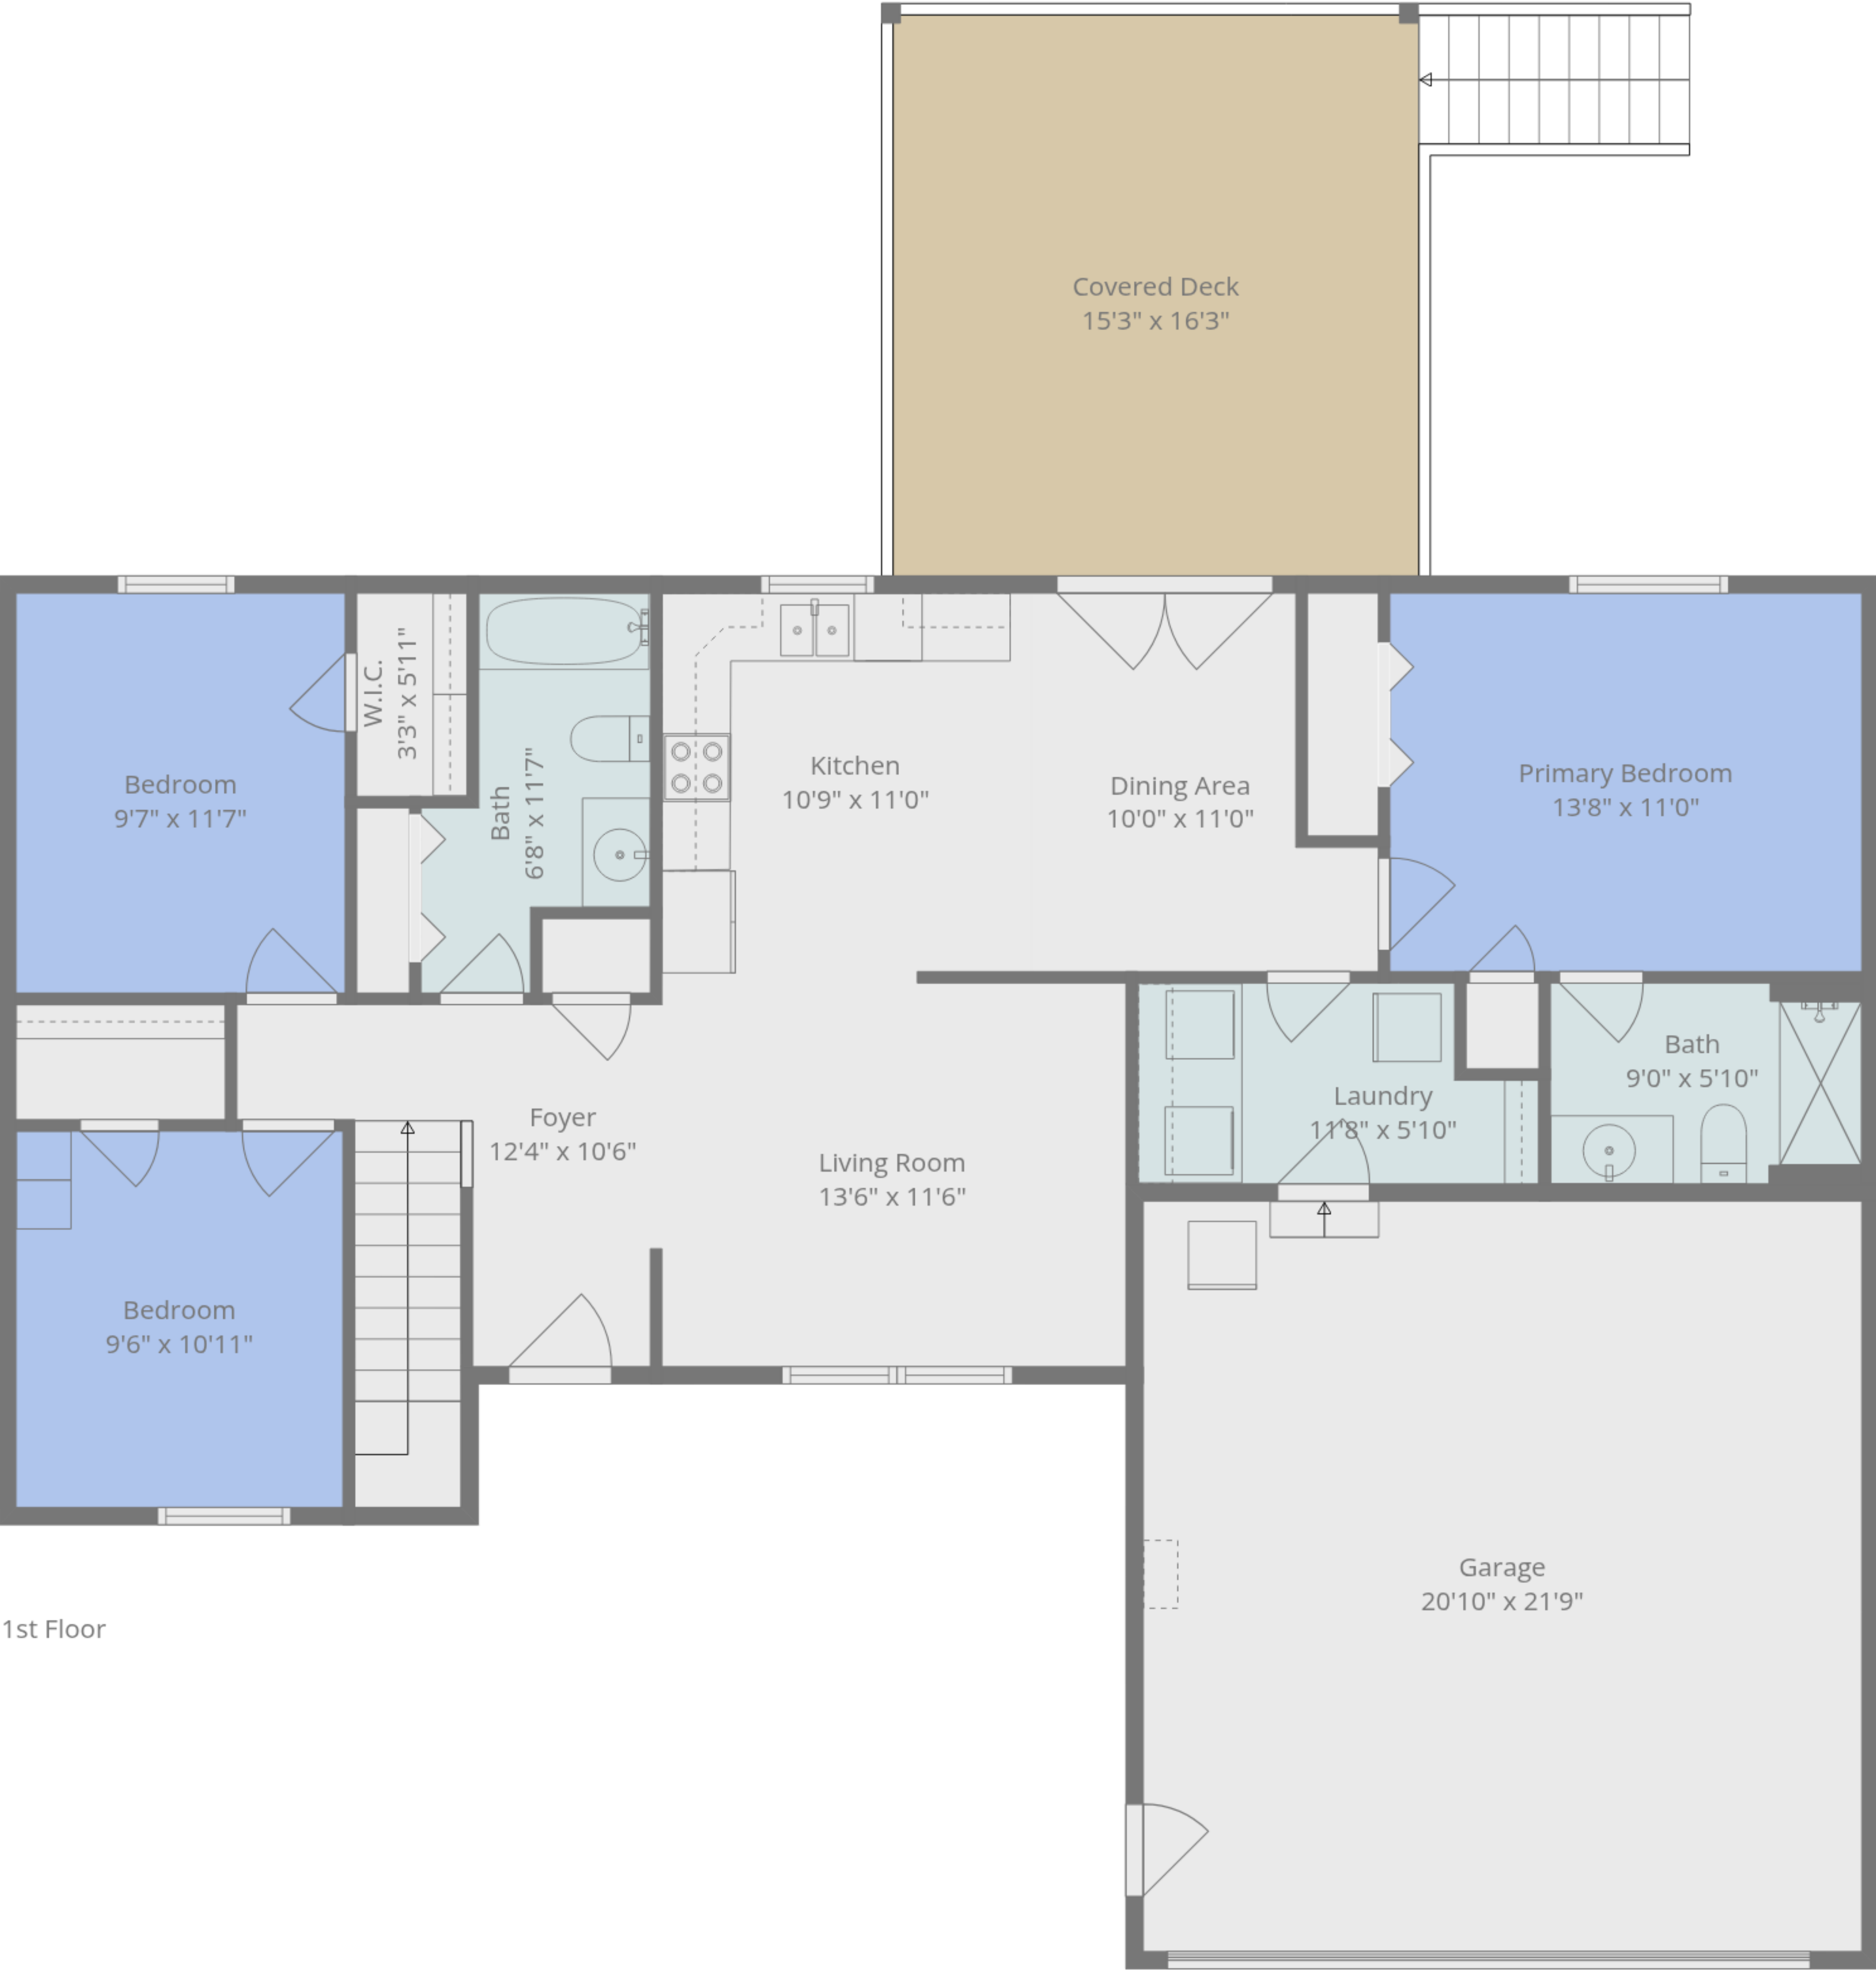 Covered Deck
15'3" x 16'3"
Bedroom
9'7" x 11'7"
W.I.C.
3'3" x 5'11"
Bath
6'8" x 11'7"
Kitchen
10'9" x 11'0"
Dining Area
10'0" x 11'0"
Primary Bedroom
13'8" x 11'0"
Foyer
12'4" x 10'6"
Living Room
13'6" x 11'6"
Laundry
11'8" x 5'10"
Bath
9'0" x 5'10"
Bedroom
9'6" x 10'11"
Garage
20'10" x 21'9"
1st Floor